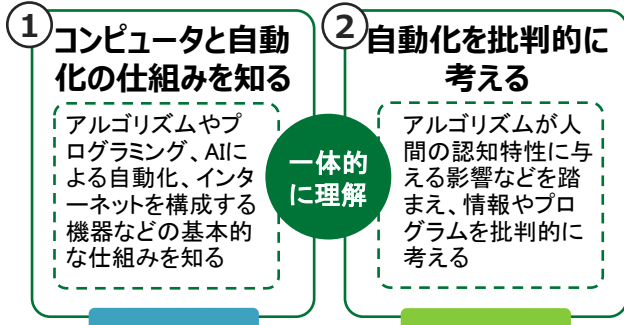 ①
コンピュータと自動
化の仕組みを知る
アルゴリズムやプ
ログラミング、AIに
よる自動化、インタ
ーネットを構成する
機器などの基本的
な仕組みを知る
一体的
に理解
②
自動化を批判的に
考える
アルゴリズムが人
間の認知特性に与
える影響などを踏
まえ、情報やプロ
グラムを批判的に
考える